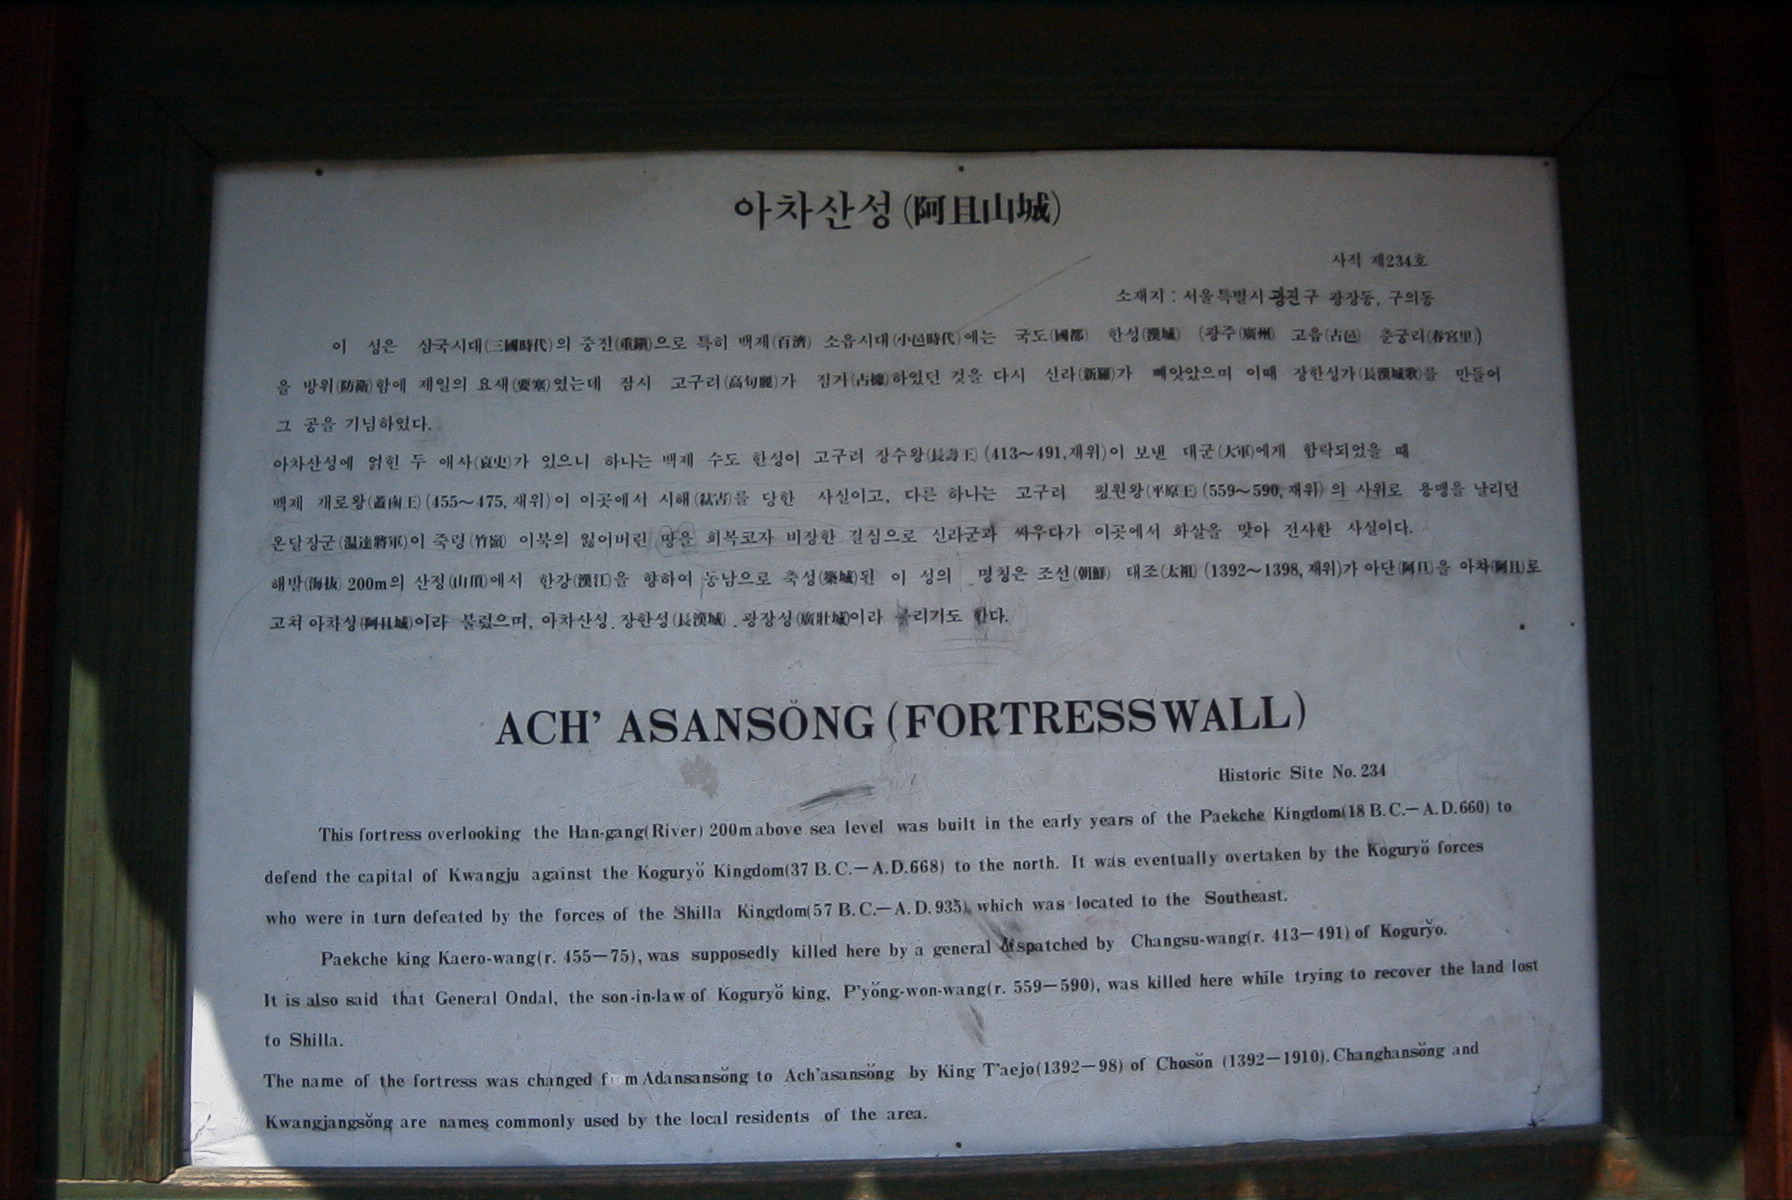 아차산성(阿且山城)
사적 제234호
소재지 : 서울특별시 광진구 광장동, 구의동
이 성은 삼국시대(三國時代)의 중진(重鎭)으로 특히 백제(百濟) 소읍시대(小邑時代)에는 국도(國都) 한성(漢城) (광주(廣州) 고읍(古邑) 춘궁리(春宮里)
을 방위(防衛)함에 제일의 요새(要塞)였는데 잠시 고구려(高句麗)가 점거(占據)하였던 것을 다시 신라(新羅)가 빼앗았으며 이때 장한성가(長漢城歌)를 만들어
그 공을 기념하였다.
아차산성에 얽힌 두 애사(哀史)가 있으니 하나는 백제 수도 한성이 고구려 장수왕(長壽王) (413~491, 재위)이 보낸 대군(大軍)에게 함락되었을 때
백제 개로왕(蓋鹵王) (455~475, 재위)이 이곳에서 시해(弑害)를 당한 사실이고, 다른 하나는 고구려 평원왕(平原王) (559~590, 재위) 의 사위로 용맹을 날리던
온달장군(温達將軍)이 죽령(竹嶺) 이북의 잃어버린 땅을 회복코자 비장한 결심으로 신라군과 싸우다가 이곳에서 화살을 맞아 전사한 사실이다.
해발(海抜) 200m의 산정(山頂)에서 한강(漢江)을 향하여 동남으로 축성(築城)된 이 성의 명칭은 조선(朝鮮) 태조(太祖) (1392~1398, 재위)가 아단(阿旦)을 아차(阿且)로
고쳐 아차성(阿且城)이라 불렀으며, 아차산성. 장한성(長漢城) . 광장성(廣壯城)이라 불리기도 한다.
ACH' ASANSŎNG (FORTRESS WALL)
Historic Site No. 234
This fortress overlooking the Han-gang(River) 200m above sea level was built in the early years of the Paekche Kingdom(18 B.C.—A.D.660) to
defend the capital of Kwangju against the Koguryŏ Kingdom(37 B.C.—A.D.668) to the north. It was eventually overtaken by the Koguryŏ forces
who were in turn defeated by the forces of the Shilla Kingdom(57 B.C.—A.D.935), which was located to the Southeast.
Paekche king Kaero-wang(r. 455—75), was supposedly killed here by a general dispatched by Changsu-wang(r. 413—491) of Koguryŏ.
It is also said that General Ondal, the son-in-law of Koguryŏ king, P'yŏng-won-wang(r. 559—590), was killed here while trying to recover the land lost
to Shilla.
The name of the fortress was changed from Adansansŏng to Ach'asansŏng by King T'aejo(1392—98) of Chosŏn (1392—1910). Changhansŏng and
Kwangjangsŏng are names commonly used by the local residents of the area.